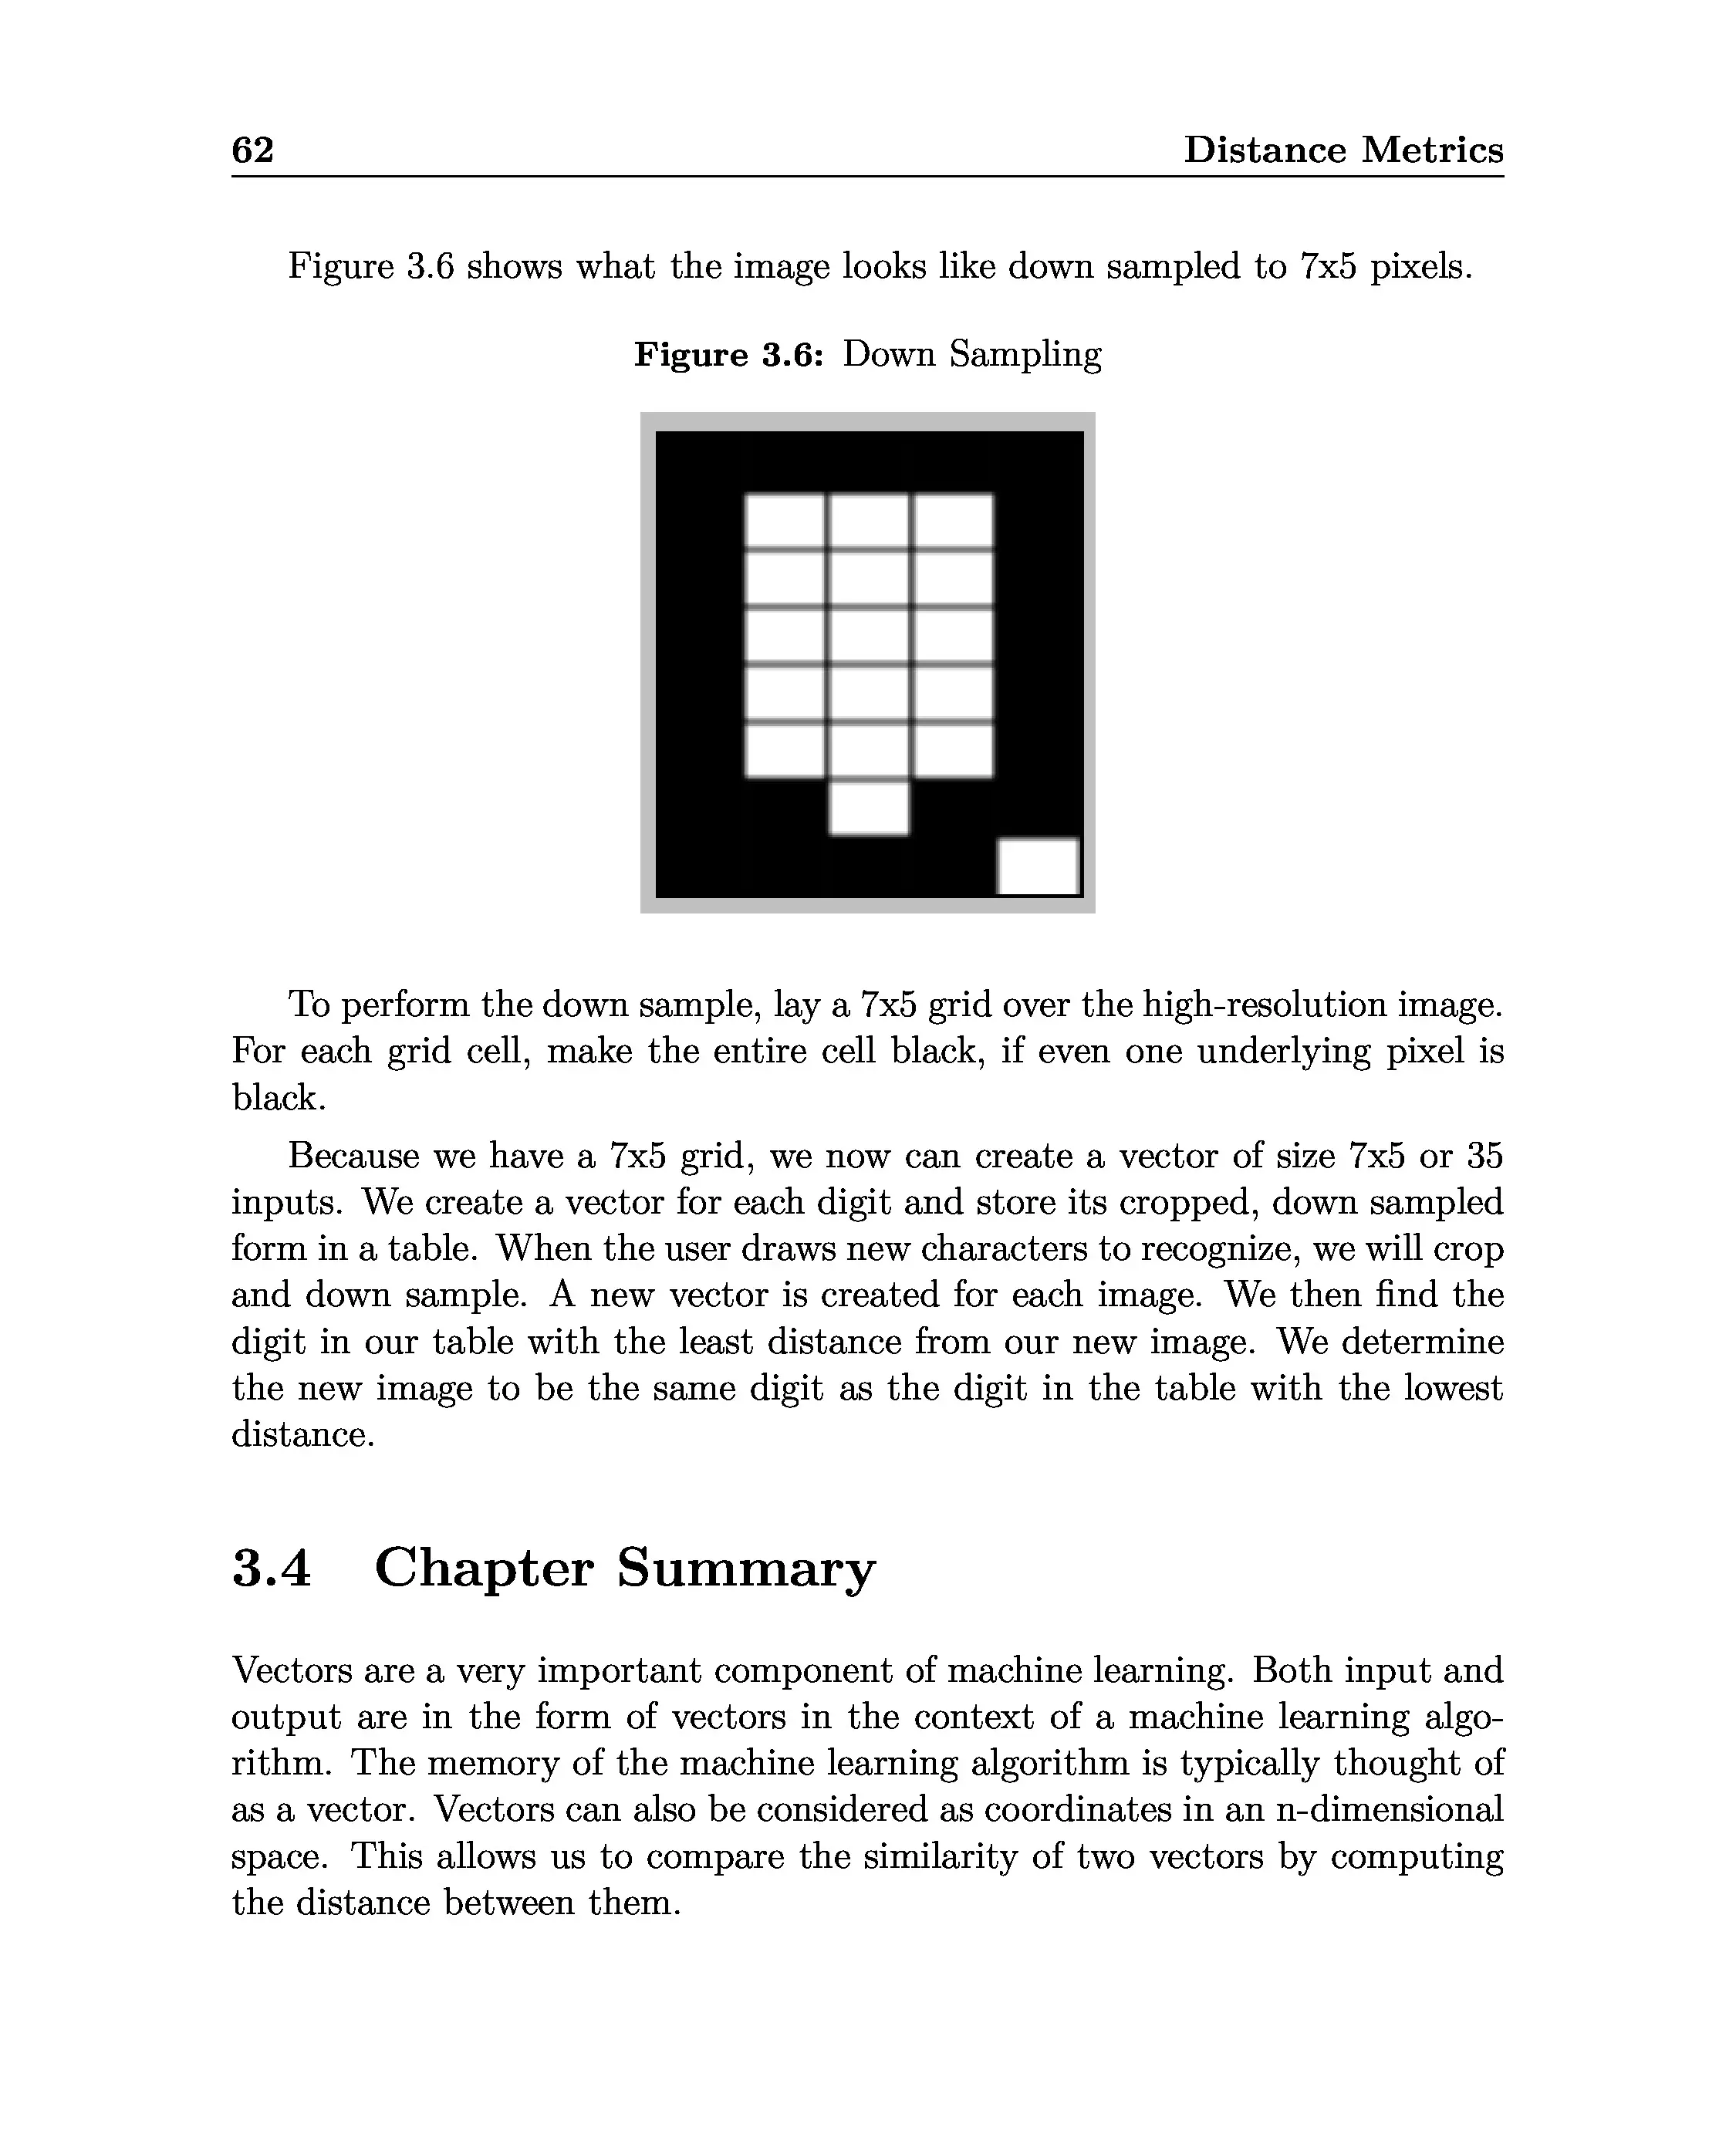 62 Distance Metrics
Figure 3.6 shows what the image looks like down sampled to 7x5 pixels.
Figure 3.6: Down Sampling
To perform the down sample, lay a 7x5 grid over the high-resolution image.
For each grid cell, make the entire cell black, if even one underlying pixel is
black.
Because we have a 7x5 grid, we now can create a vector of size 7x5 or 35
inputs. We create a vector for each digit and store its cropped, down sampled
form in a table. When the user draws new characters to recognize, we will crop
and down sample. A new vector is created for each image. We then find the
digit in our table with the least distance from our new image. We determine
the new image to be the same digit as the digit in the table with the lowest
distance.
3.4 Chapter Summary
Vectors are a very important component of machine learning. Both input and
output are in the form of vectors in the context of a machine learning algo-
rithm. The memory of the machine learning algorithm is typically thought of
as a vector. Vectors can also be considered as coordinates in an n-dimensional
space. This allows us to compare the similarity of two vectors by computing
the distance between them.